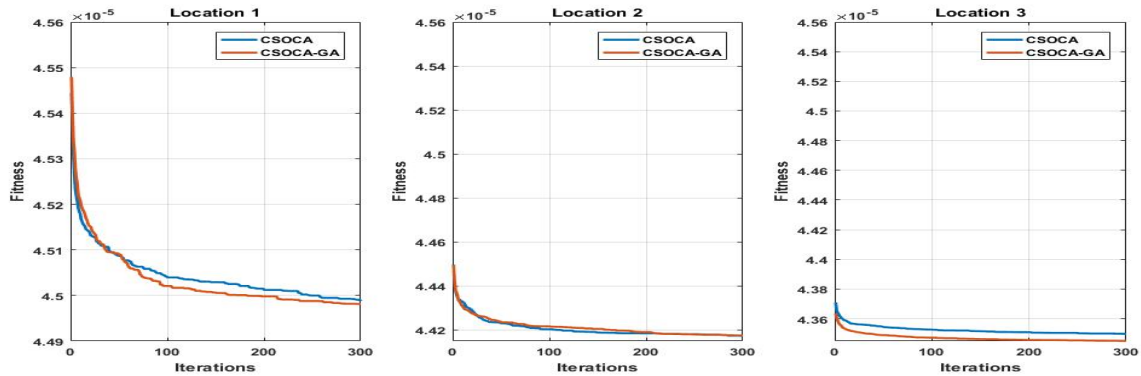 ×10⁻⁵
Location 1
4.56
4.55
4.54
4.53
4.52
4.51
4.5
4.49
Fitness
0
100
200
300
Iterations
CSOCA
CSOCA-GA
×10⁻⁵
Location 2
4.56
4.54
4.52
4.5
4.48
4.46
4.44
4.42
Fitness
0
100
200
300
Iterations
CSOCA
CSOCA-GA
×10⁻⁵
Location 3
4.56
4.54
4.52
4.5
4.48
4.46
4.44
4.42
4.4
4.38
4.36
Fitness
0
100
200
300
Iterations
CSOCA
CSOCA-GA